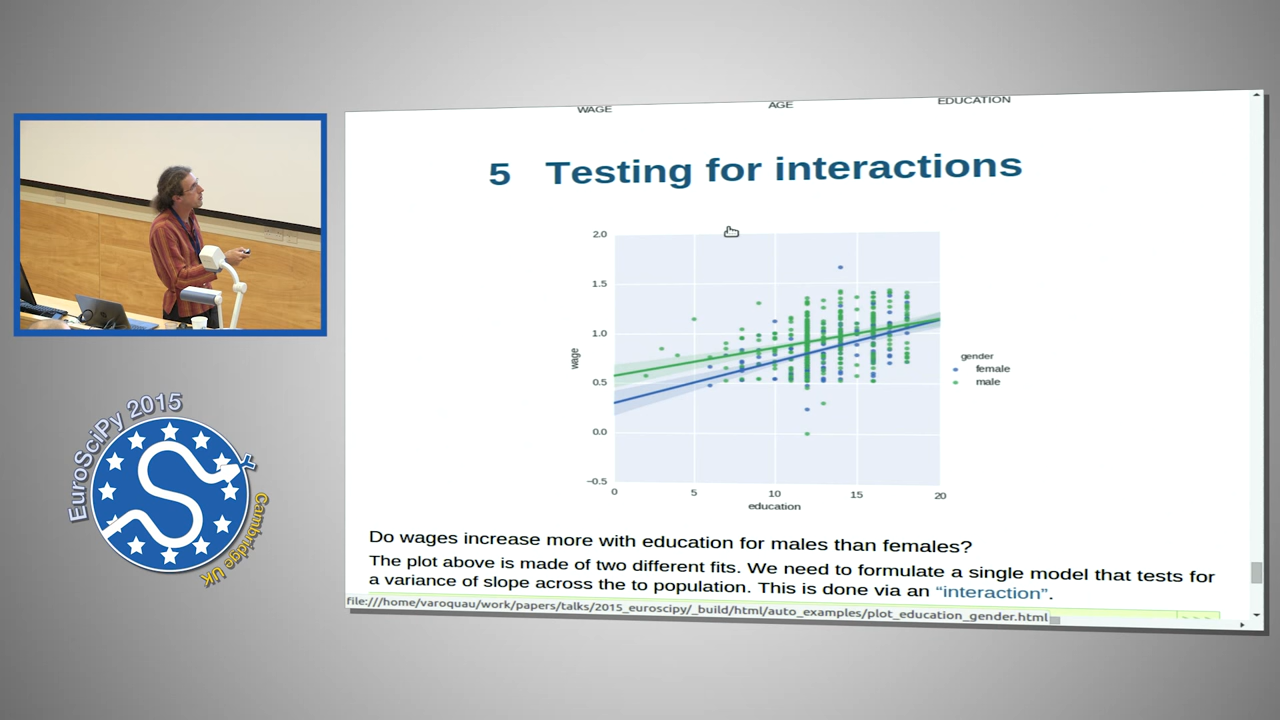 WAGE AGE EDUCATION
5 Testing for interactions
2.0
1.5
1.0
0.5
0.0
−0.5
wage
0 5 10 15 20
education
gender
female
male
Do wages increase more with education for males than females?
The plot above is made of two different fits. We need to formulate a single model that tests for
a variance of slope across the to population. This is done via an “interaction”.
file:///home/varoquau/work/papers/talks/2015_euroscipy/_build/html/auto_examples/plot_education_gender.html
>>>
EuroSciPy 2015
Cambridge UK